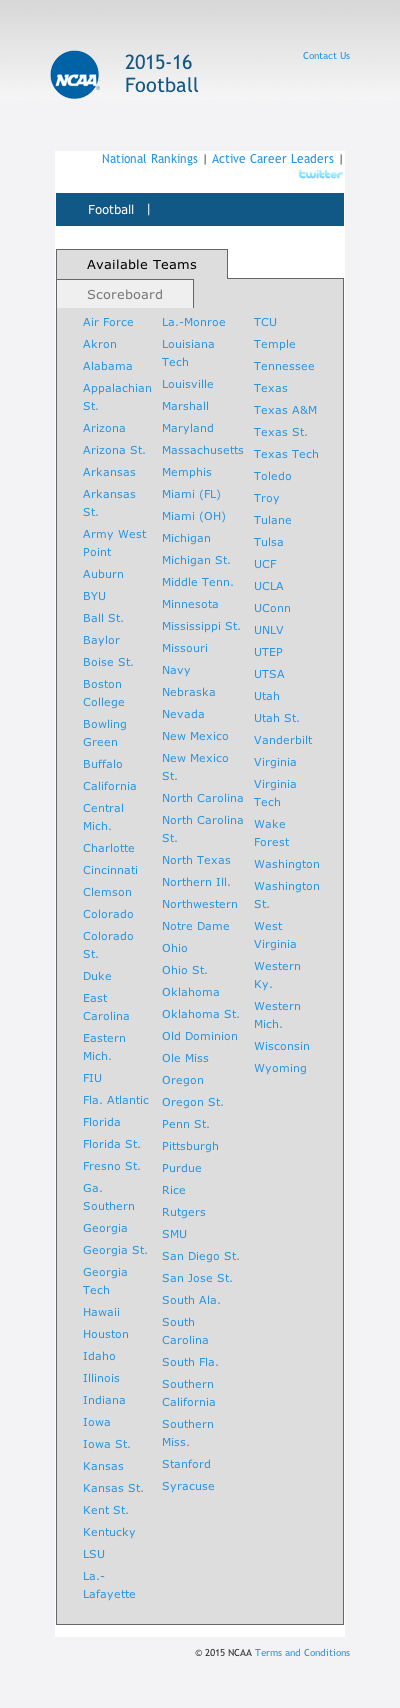 NCAA
2015-16
Football
Contact Us
National Rankings | Active Career Leaders |
twitter
Football |
Available Teams
Scoreboard
Air Force
Akron
Alabama
Appalachian
St.
Arizona
Arizona St.
Arkansas
Arkansas
St.
Army West
Point
Auburn
BYU
Ball St.
Baylor
Boise St.
Boston
College
Bowling
Green
Buffalo
California
Central
Mich.
Charlotte
Cincinnati
Clemson
Colorado
Colorado
St.
Duke
East
Carolina
Eastern
Mich.
FIU
Fla. Atlantic
Florida
Florida St.
Fresno St.
Ga.
Southern
Georgia
Georgia St.
Georgia
Tech
Hawaii
Houston
Idaho
Illinois
Indiana
Iowa
Iowa St.
Kansas
Kansas St.
Kent St.
Kentucky
LSU
La.-
Lafayette
La.-Monroe
Louisiana
Tech
Louisville
Marshall
Maryland
Massachusetts
Memphis
Miami (FL)
Miami (OH)
Michigan
Michigan St.
Middle Tenn.
Minnesota
Mississippi St.
Missouri
Navy
Nebraska
Nevada
New Mexico
New Mexico
St.
North Carolina
North Carolina
St.
North Texas
Northern Ill.
Northwestern
Notre Dame
Ohio
Ohio St.
Oklahoma
Oklahoma St.
Old Dominion
Ole Miss
Oregon
Oregon St.
Penn St.
Pittsburgh
Purdue
Rice
Rutgers
SMU
San Diego St.
San Jose St.
South Ala.
South
Carolina
South Fla.
Southern
California
Southern
Miss.
Stanford
Syracuse
TCU
Temple
Tennessee
Texas
Texas A&M
Texas St.
Texas Tech
Toledo
Troy
Tulane
Tulsa
UCF
UCLA
UConn
UNLV
UTEP
UTSA
Utah
Utah St.
Vanderbilt
Virginia
Virginia
Tech
Wake
Forest
Washington
Washington
St.
West
Virginia
Western
Ky.
Western
Mich.
Wisconsin
Wyoming
© 2015 NCAA Terms and Conditions